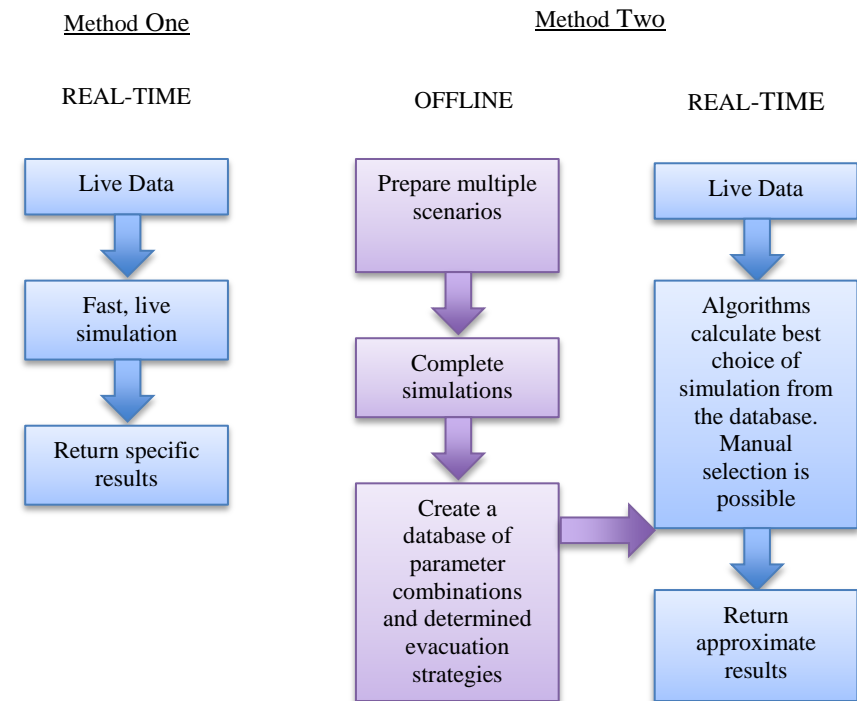 Method One
Method Two
REAL-TIME
OFFLINE
REAL-TIME
Live Data
Fast, live
simulation
Return specific
results
Prepare multiple
scenarios
Complete
simulations
Create a
database of
parameter
combinations
and determined
evacuation
strategies
Live Data
Algorithms
calculate best
choice of
simulation from
the database.
Manual
selection is
possible
Return
approximate
results